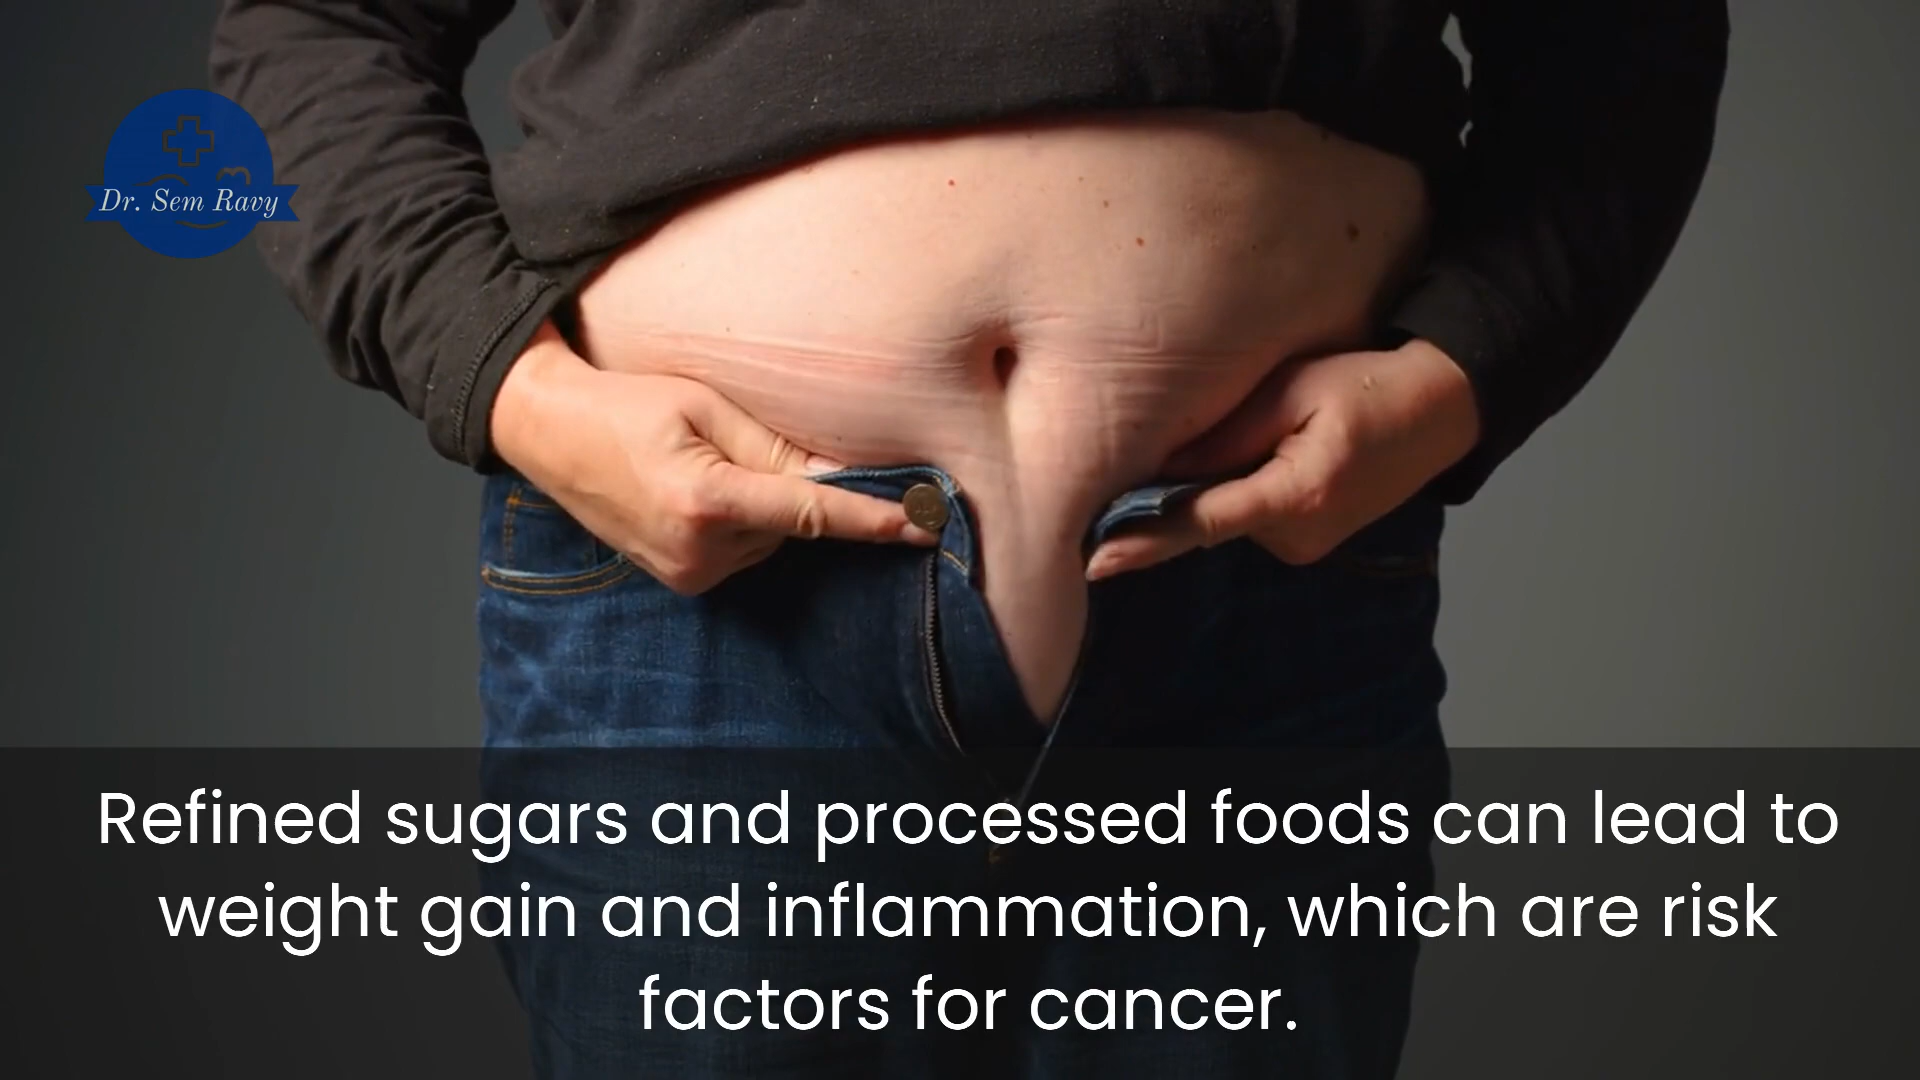 Dr. Sem Ravy
Refined sugars and processed foods can lead to
weight gain and inflammation, which are risk
factors for cancer.